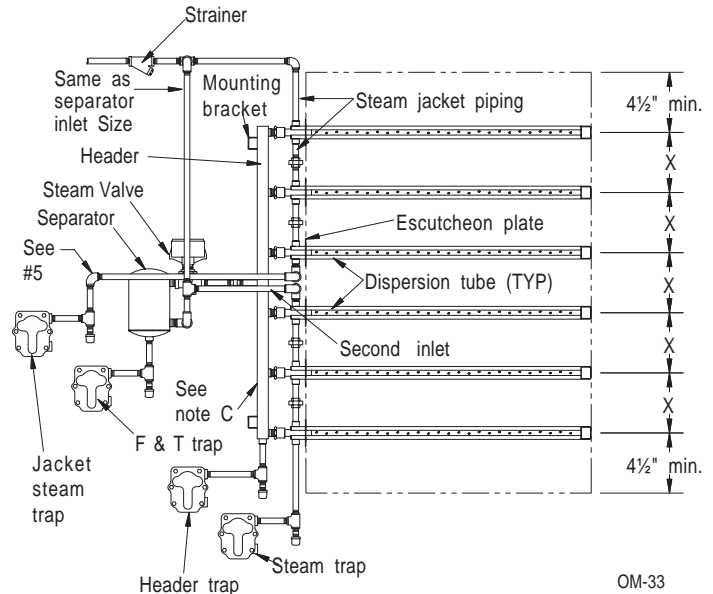 Strainer
Same as
separator
inlet Size
Mounting
bracket
Steam jacket piping
4½" min.
Header
X
Steam Valve
Separator
X
Escutcheon plate
See
#5
X
Dispersion tube (TYP)
X
Second inlet
See
note C
X
F & T trap
Jacket
steam
trap
4½" min.
Header trap
Steam trap
OM-33